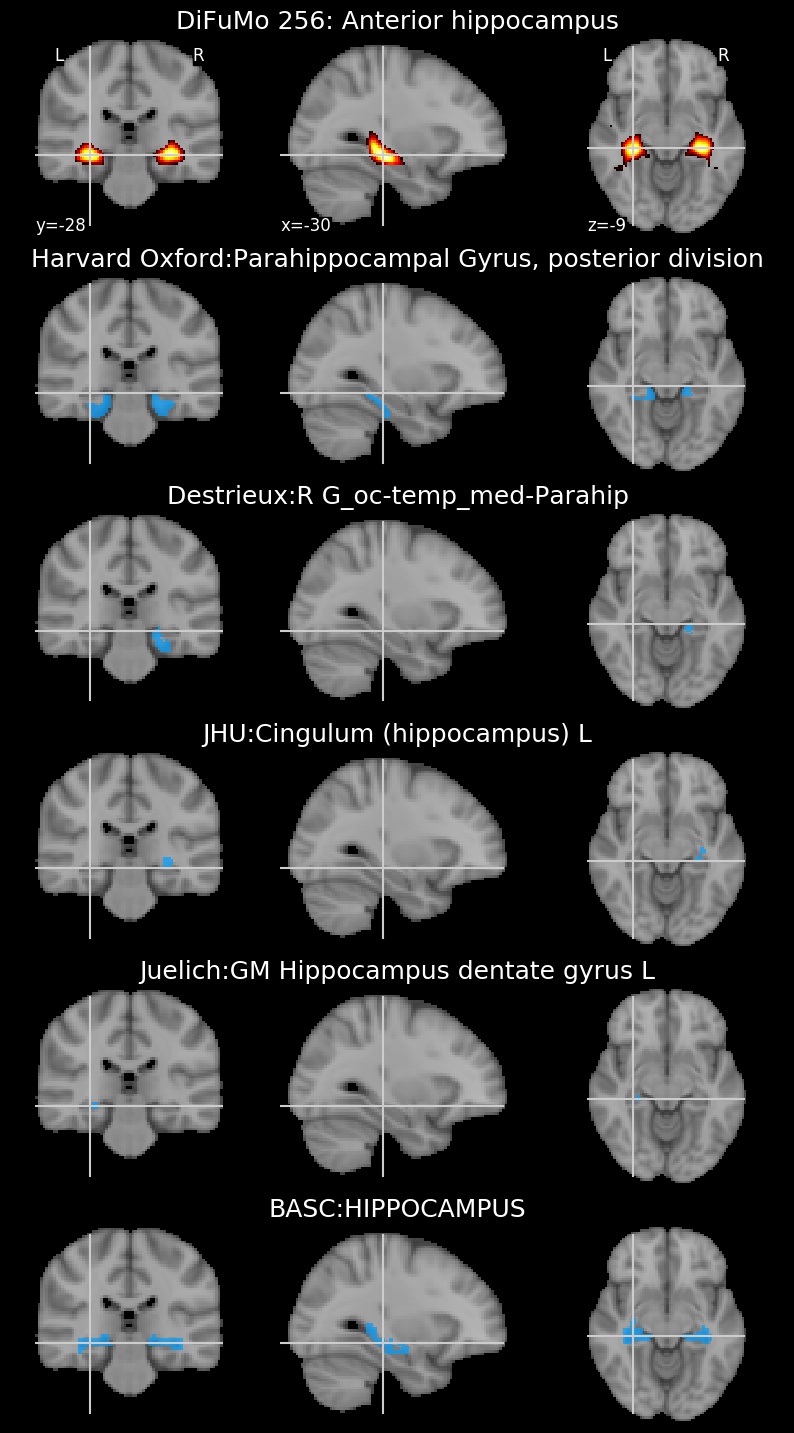 DiFuMo 256: Anterior hippocampus
L R L R
y=-28 x=-30 z=-9
Harvard Oxford:Parahippocampal Gyrus, posterior division
Destrieux:R G_oc-temp_med-Parahip
JHU:Cingulum (hippocampus) L
Juelich:GM Hippocampus dentate gyrus L
BASC:HIPPOCAMPUS